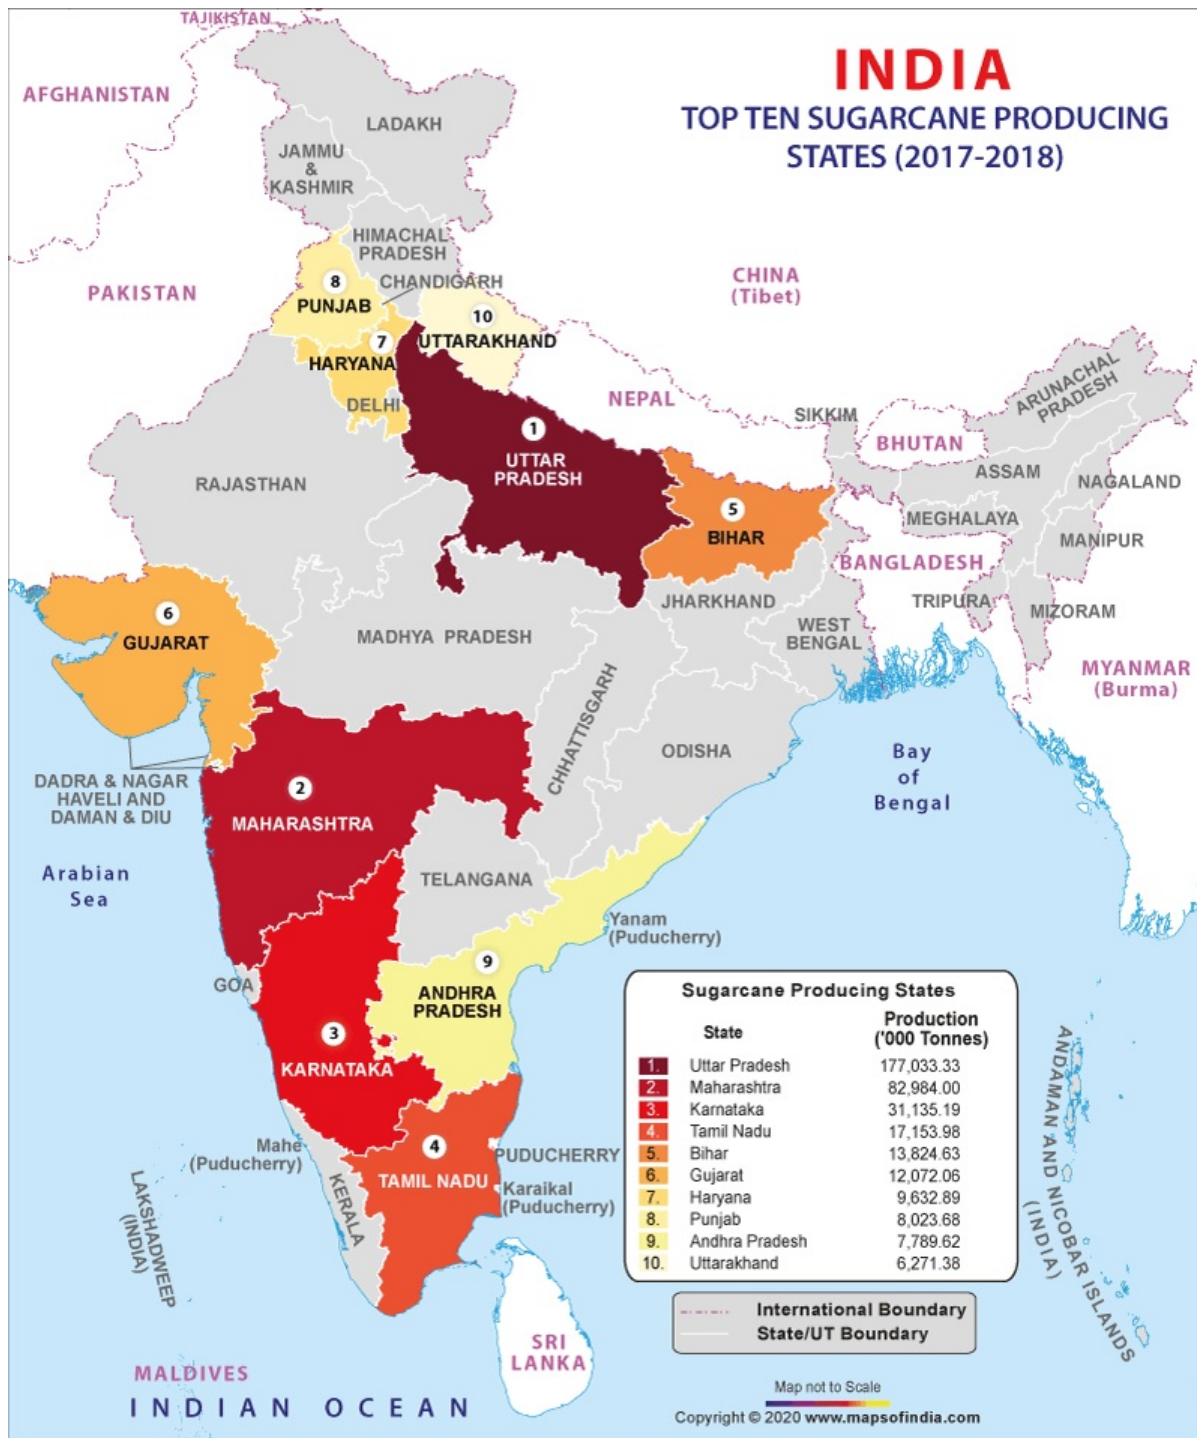 TAJIKISTAN
AFGHANISTAN
INDIA
TOP TEN SUGARCANE PRODUCING
STATES (2017-2018)
LADAKH
JAMMU
&
KASHMIR
HIMACHAL
PRADESH
CHINA
(Tibet)
PAKISTAN
8
PUNJAB
CHANDIGARH
10
UTTARAKHAND
7
HARYANA
DELHI
NEPAL
ARUNACHAL
PRADESH
SIKKIM
BHUTAN
1
UTTAR
PRADESH
RAJASTHAN
ASSAM
NAGALAND
5
BIHAR
MEGHALAYA
MANIPUR
BANGLADESH
6
GUJARAT
JHARKHAND
TRIPURA
MIZORAM
MADHYA PRADESH
WEST
BENGAL
MYANMAR
(Burma)
CHHATTISGARH
ODISHA
Bay
of
Bengal
DADRA & NAGAR
HAVELI AND
DAMAN & DIU
2
MAHARASHTRA
Arabian
Sea
TELANGANA
Yanam
(Puducherry)
9
ANDHRA
PRADESH
GOA
3
KARNATAKA
Mahe
(Puducherry)
4
TAMIL NADU
PUDUCHERRY
Karaikal
(Puducherry)
KERALA
LAKSHADWEEP
(INDIA)
ANDAMAN AND NICOBAR ISLANDS
(INDIA)
Sugarcane Producing States
State Production
('000 Tonnes)
1. Uttar Pradesh 177,033.33
2. Maharashtra 82,984.00
3. Karnataka 31,135.19
4. Tamil Nadu 17,153.98
5. Bihar 13,824.63
6. Gujarat 12,072.06
7. Haryana 9,632.89
8. Punjab 8,023.68
9. Andhra Pradesh 7,789.62
10. Uttarakhand 6,271.38
International Boundary
State/UT Boundary
SRI
LANKA
MALDIVES
INDIAN OCEAN
Map not to Scale
Copyright © 2020 www.mapsofindia.com